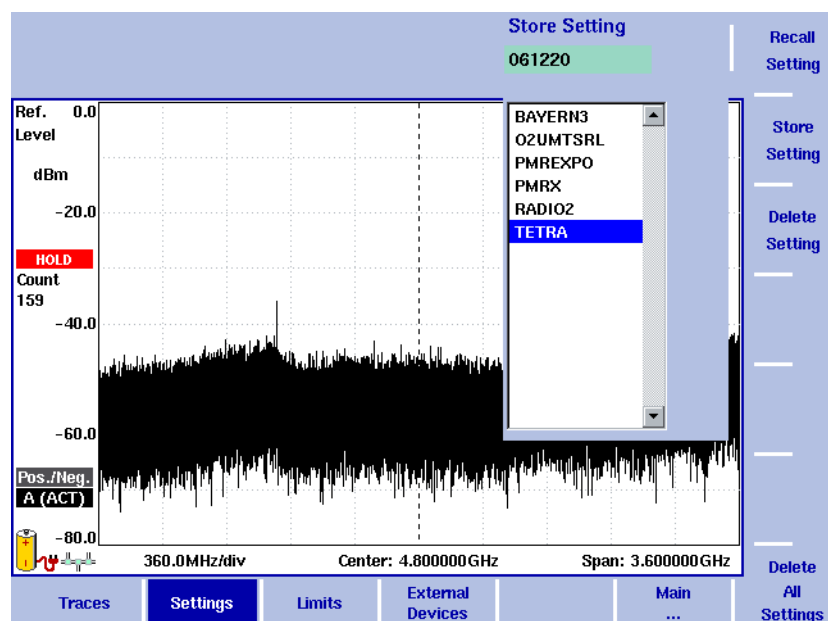 Store Setting
061220
Recall
Setting
Ref. 0.0
Level
dBm
-20.0
HOLD
Count
159
-40.0
-60.0
Pos./Neg.
A (ACT)
-80.0
BAYERN3
O2UMTSRL
PMREXPO
PMRX
RADIO2
TETRA
Store
Setting
Delete
Setting
360.0MHz/div
Center: 4.800000GHz
Span: 3.600000GHz
Delete
All
Settings
Traces
Settings
Limits
External
Devices
Main
...